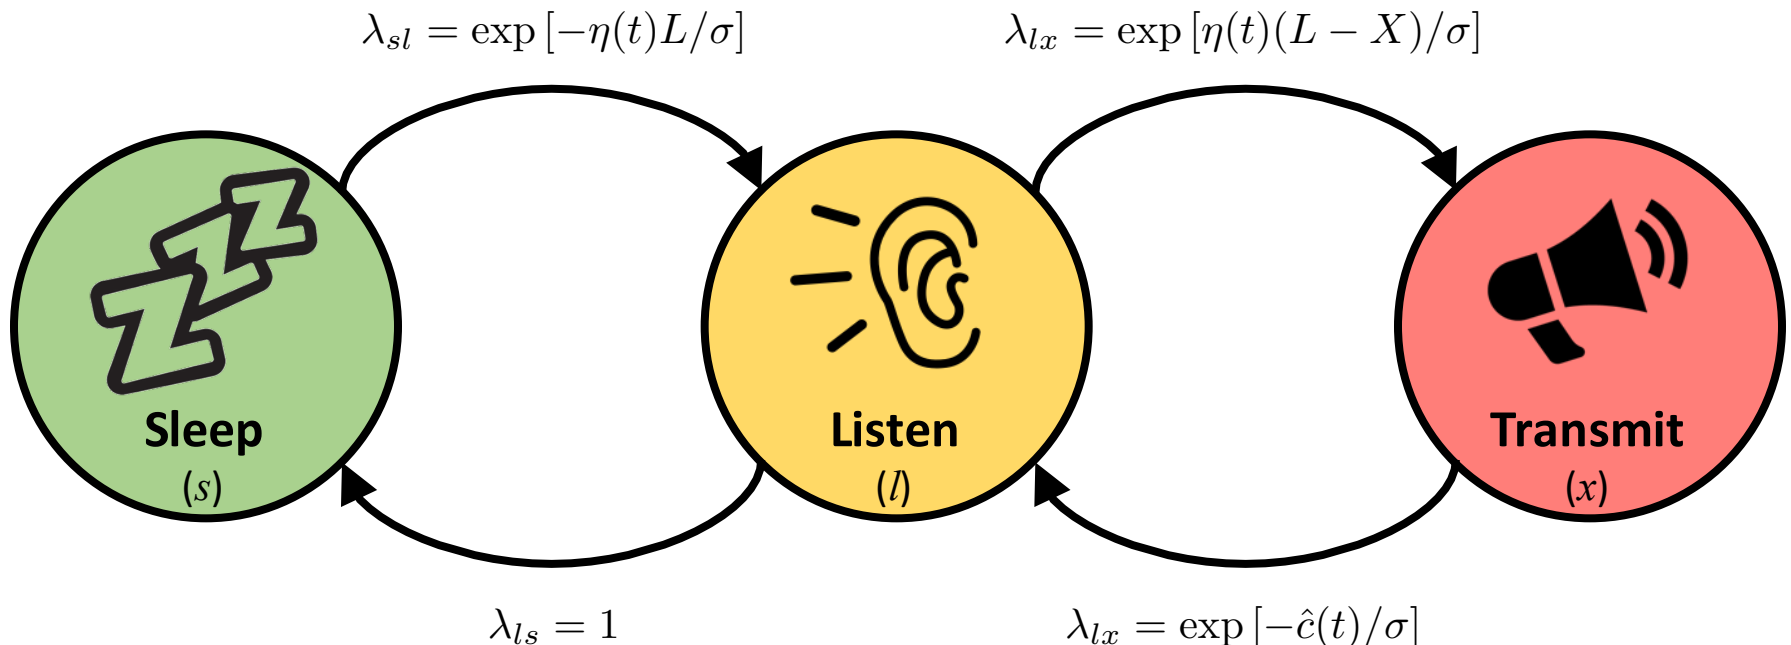 λ_sl = exp [−η(t)L/σ]
λ_lx = exp [η(t)(L − X)/σ]
Sleep
(s)
Listen
(l)
Transmit
(x)
λ_ls = 1
λ_lx = exp [−ĉ(t)/σ]